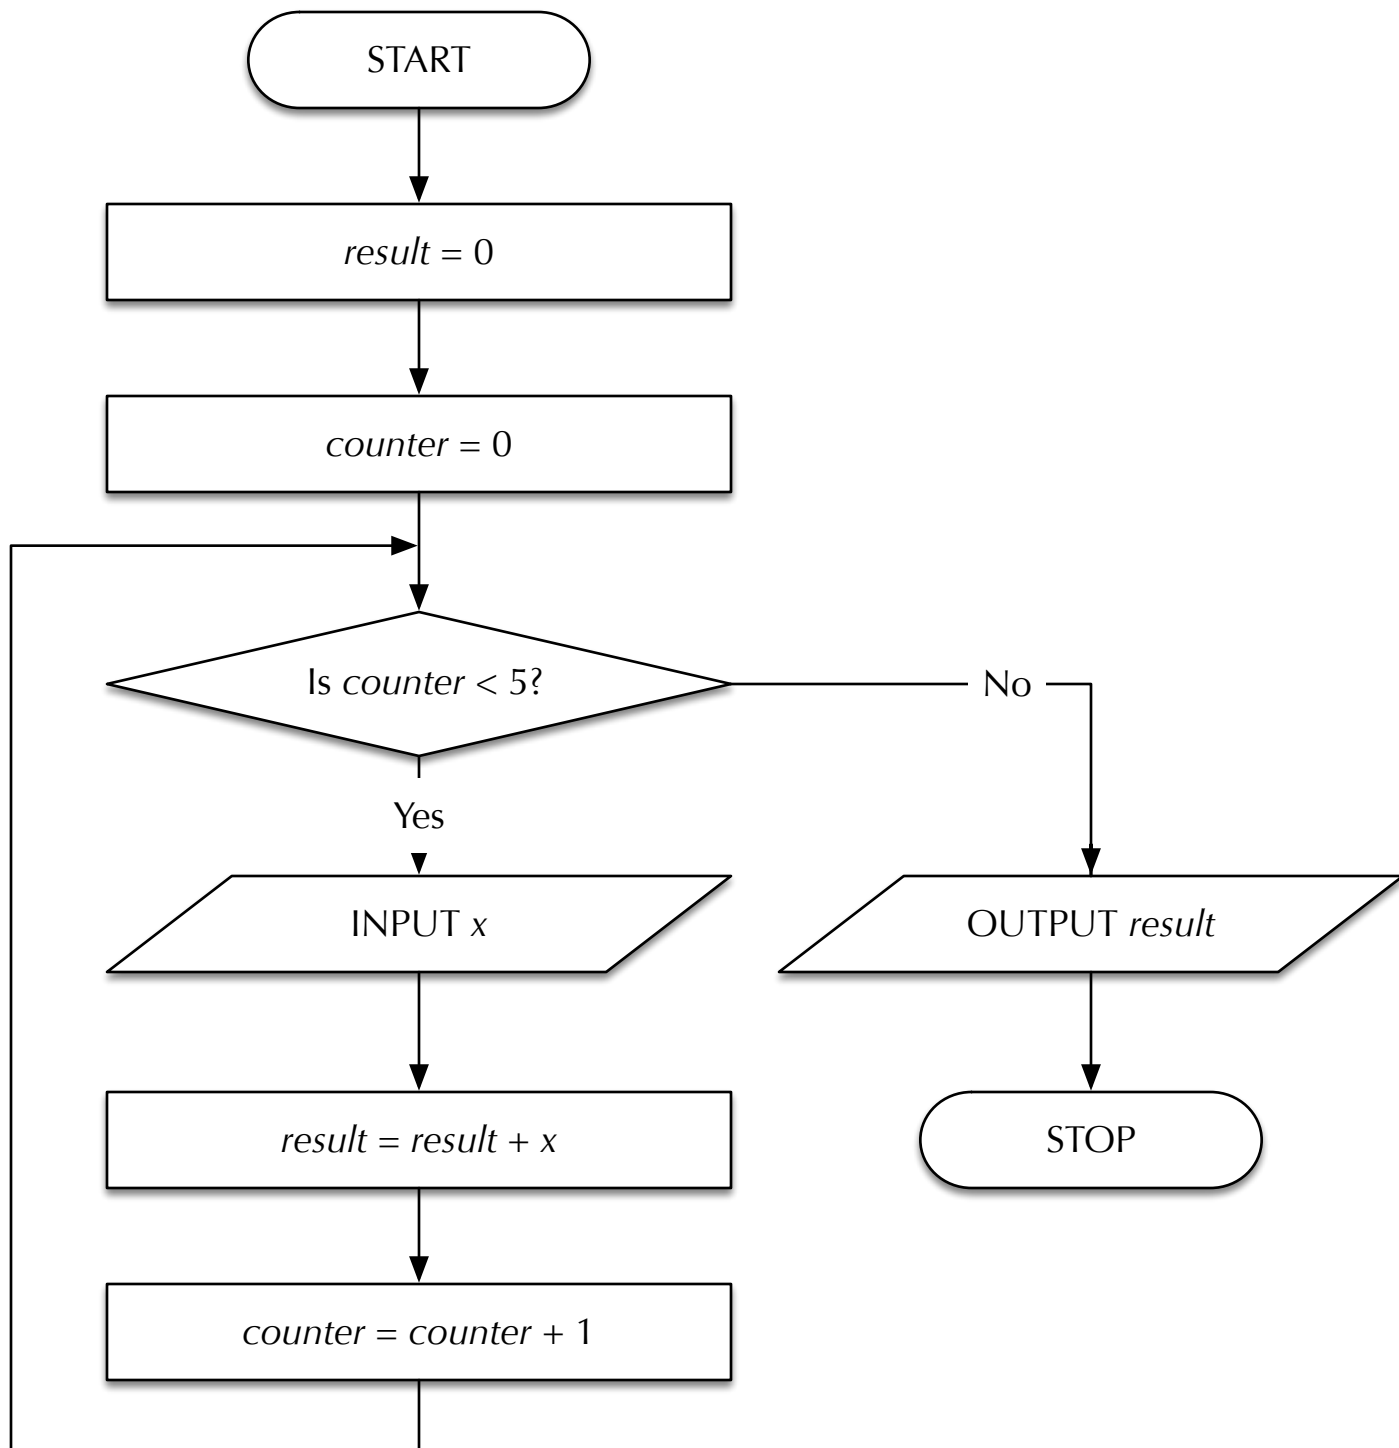 START
result = 0
counter = 0
Is counter < 5?
No
Yes
INPUT x
OUTPUT result
result = result + x
STOP
counter = counter + 1